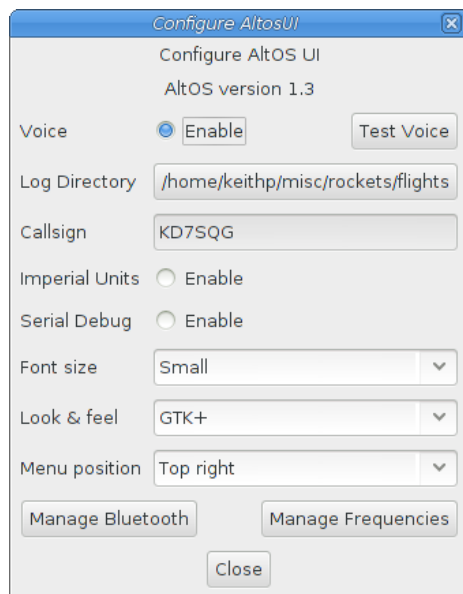 Configure AltosUI
Configure AltOS UI
AltOS version 1.3
Voice Enable Test Voice
Log Directory /home/keithp/misc/rockets/flights
Callsign KD7SQG
Imperial Units Enable
Serial Debug Enable
Font size Small
Look & feel GTK+
Menu position Top right
Manage Bluetooth Manage Frequencies
Close